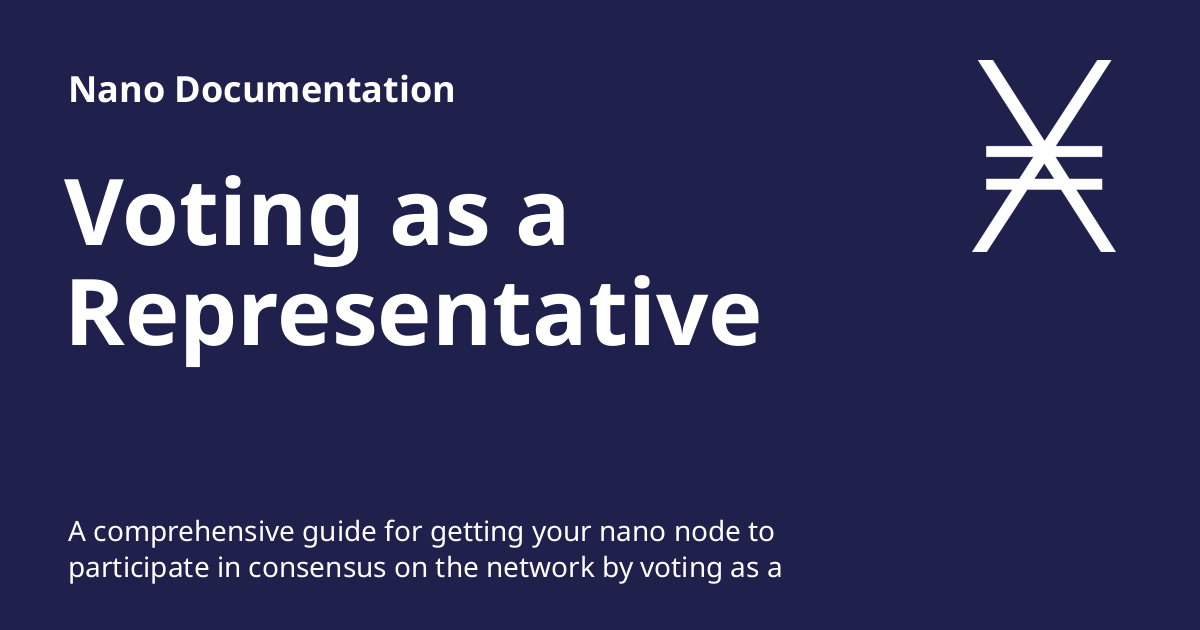 Nano Documentation
Voting as a
Representative
A comprehensive guide for getting your nano node to
participate in consensus on the network by voting as a